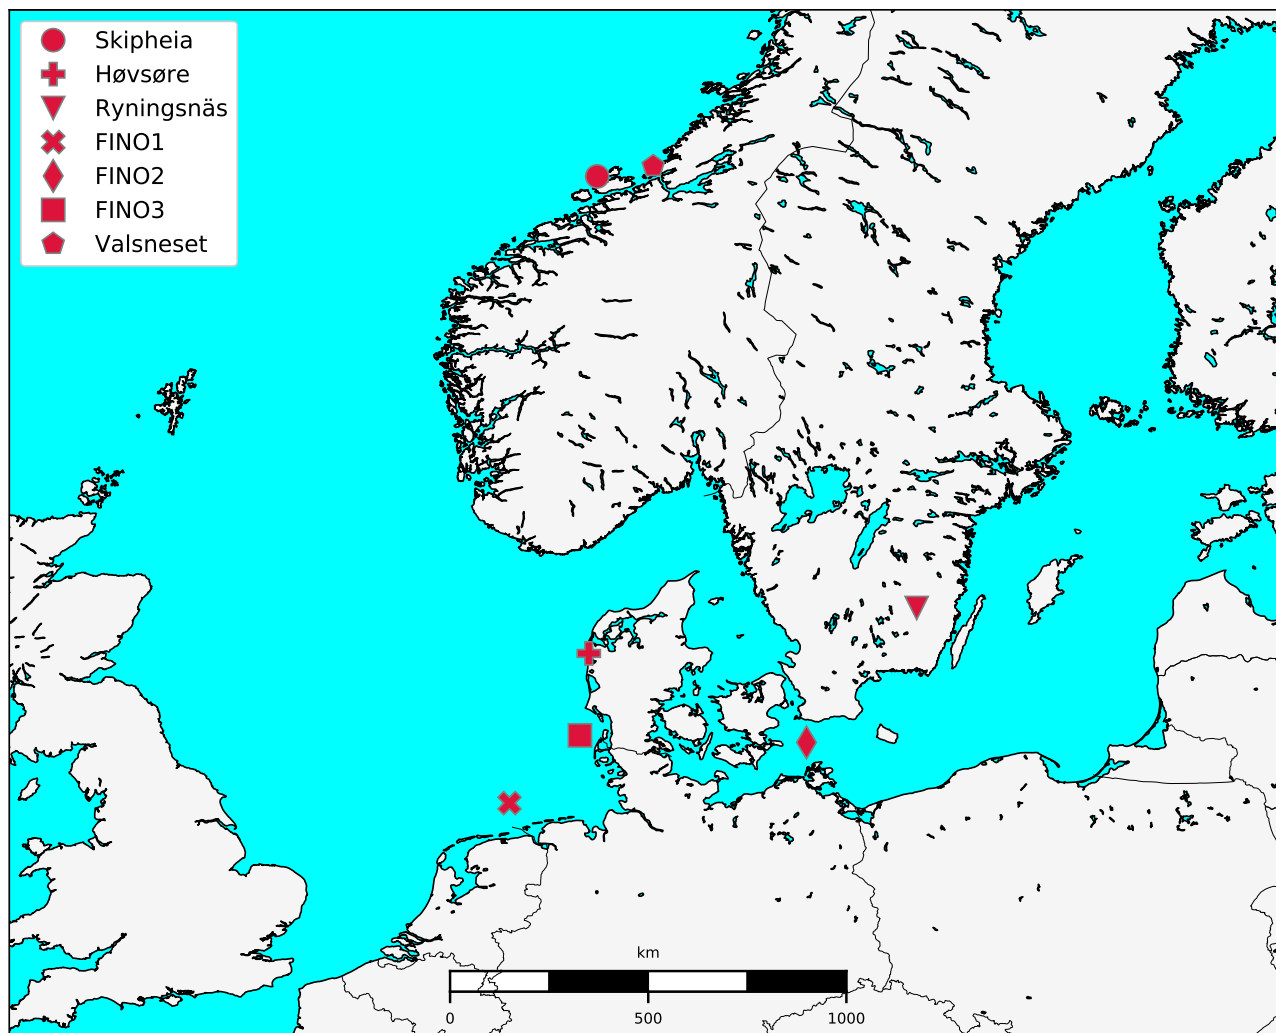 Skipheia
Høvsøre
Ryningsnäs
FINO1
FINO2
FINO3
Valsneset
km
0 500 1000